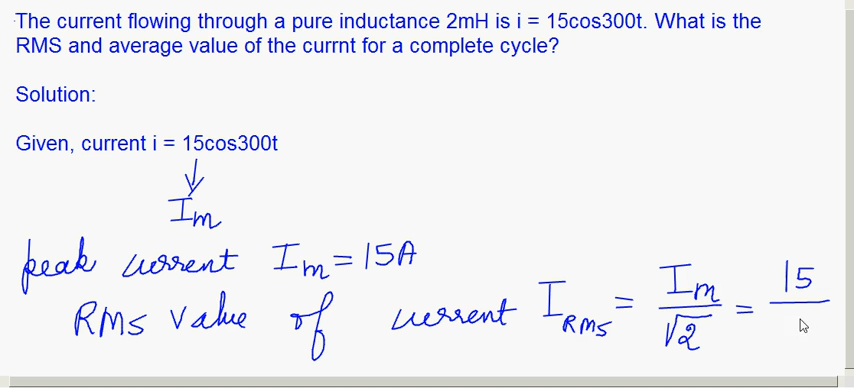 The current flowing through a pure inductance 2mH is i = 15cos300t. What is the
RMS and average value of the currnt for a complete cycle?
Solution:
Given, current i = 15cos300t
↓
Im
peak current Im = 15A
RMS value of current IRMS = Im/√2 = 15/